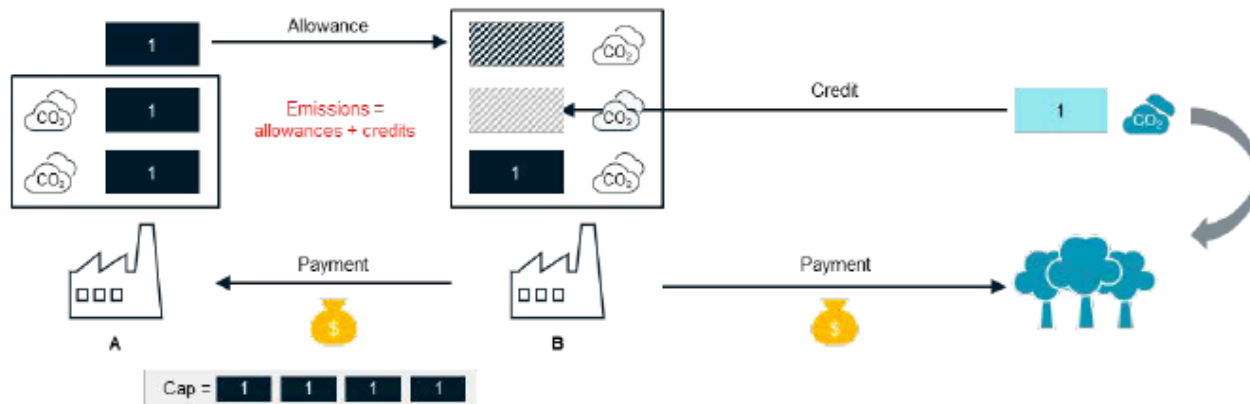 1
Allowance
CO₂
CO₂
1
Emissions =
allowances + credits
CO₂
Credit
1
CO₂
CO₂
1
1
CO₂
Payment
$
Payment
$
A
B
Cap = 1 1 1 1